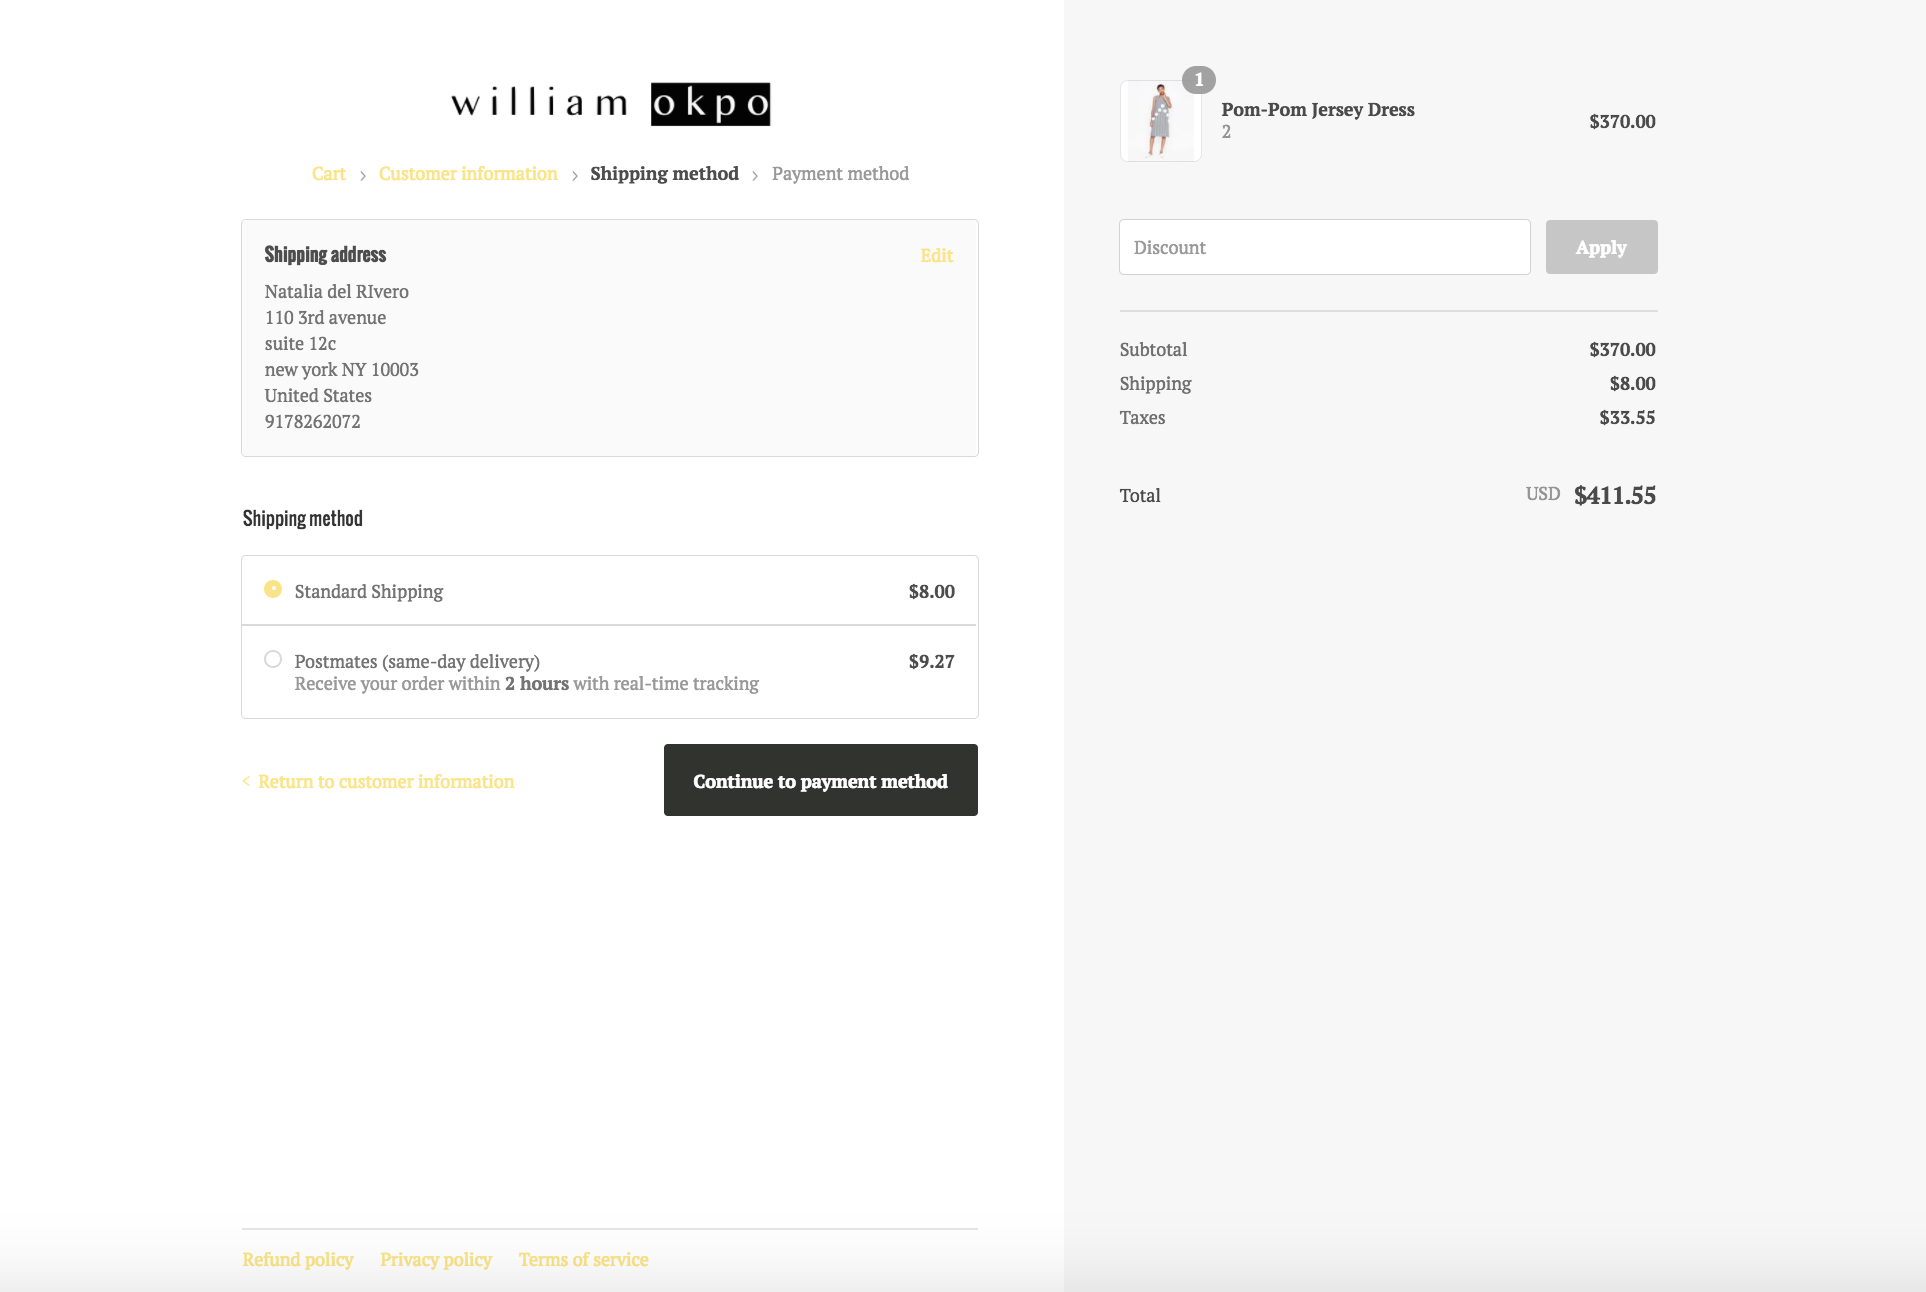 william okpo
Cart > Customer information > Shipping method > Payment method
Shipping address
Edit
Natalia del RIvero
110 3rd avenue
suite 12c
new york NY 10003
United States
9178262072
Shipping method
Standard Shipping
$8.00
Postmates (same-day delivery)
$9.27
Receive your order within 2 hours with real-time tracking
< Return to customer information
Continue to payment method
Refund policy
Privacy policy
Terms of service
1
Pom-Pom Jersey Dress
2
$370.00
Discount
Apply
Subtotal
$370.00
Shipping
$8.00
Taxes
$33.55
Total
USD $411.55